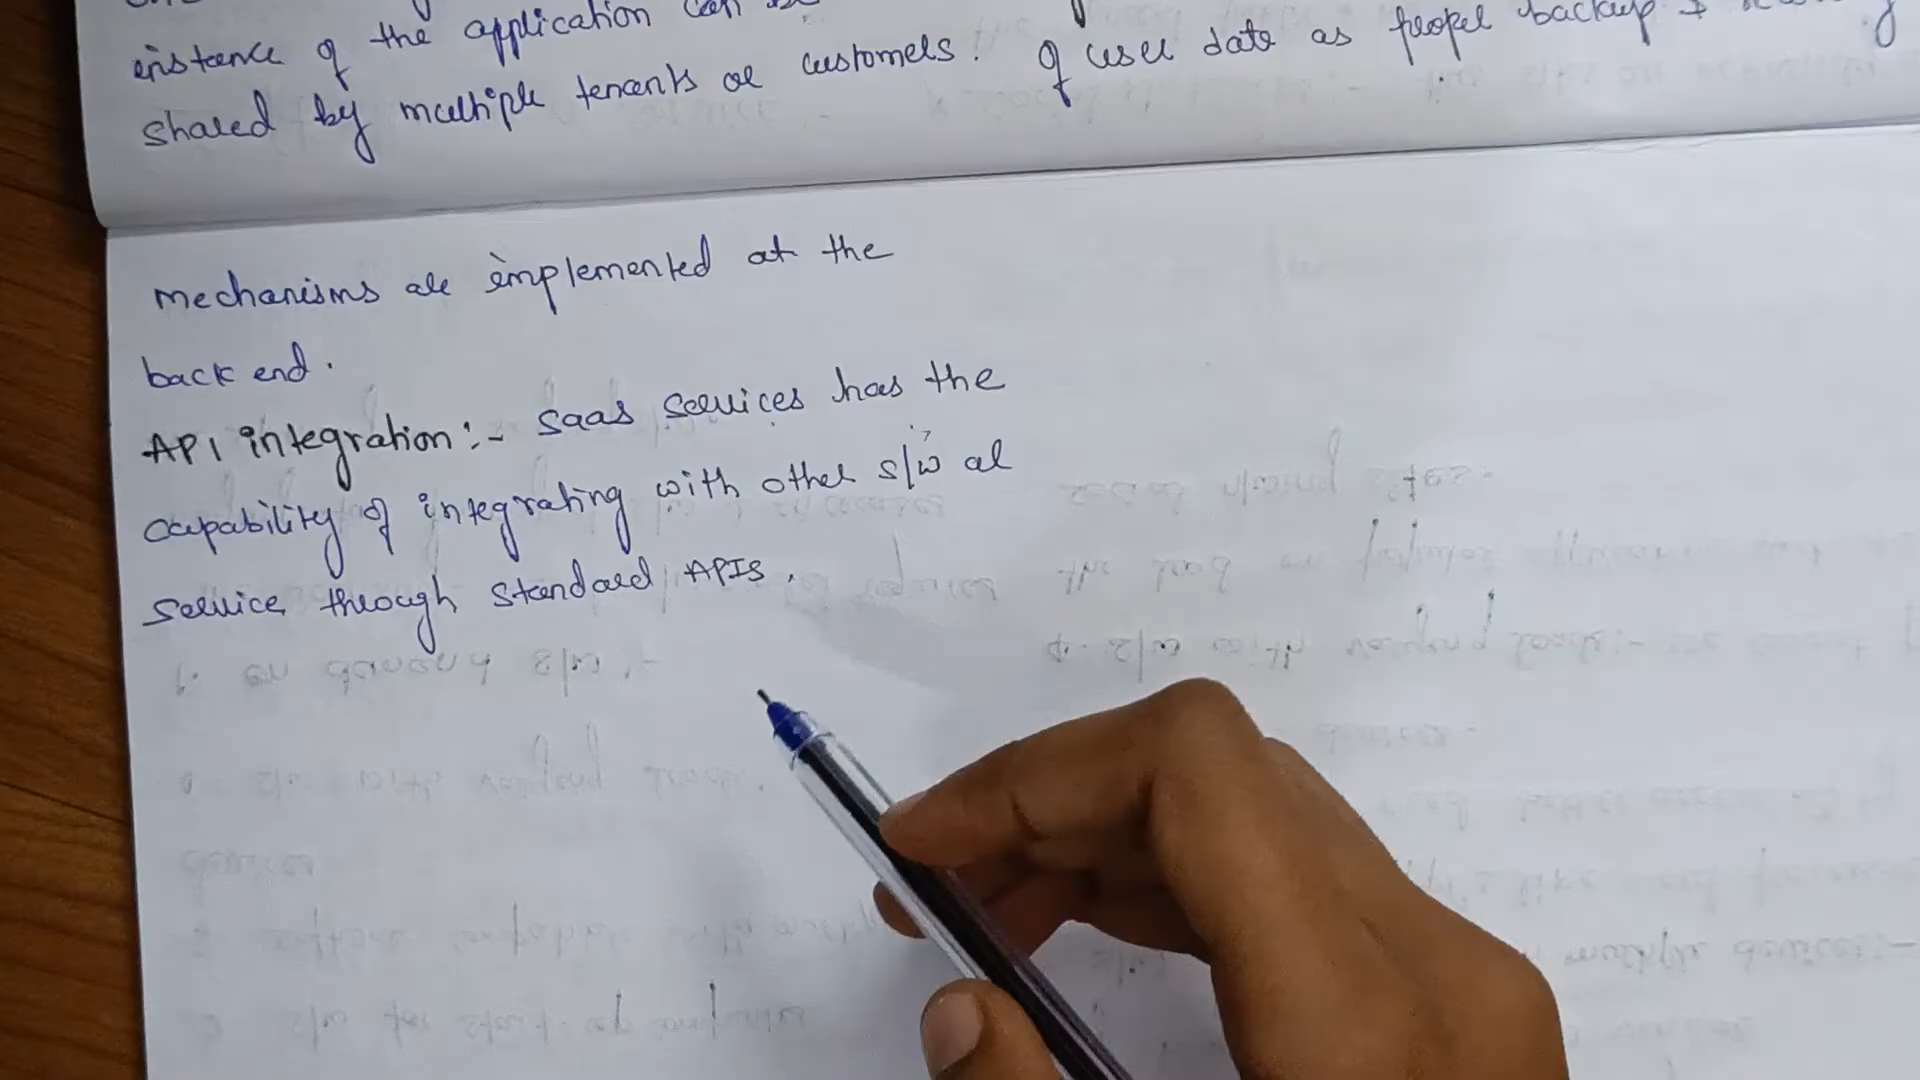 instance of the application can be
shared by multiple tenants or customers.
of user data as proper backup &
mechanisms are implemented at the
back end.
API integration :- SaaS services has the
capability of integrating with other s/w or
service through standard APIs.